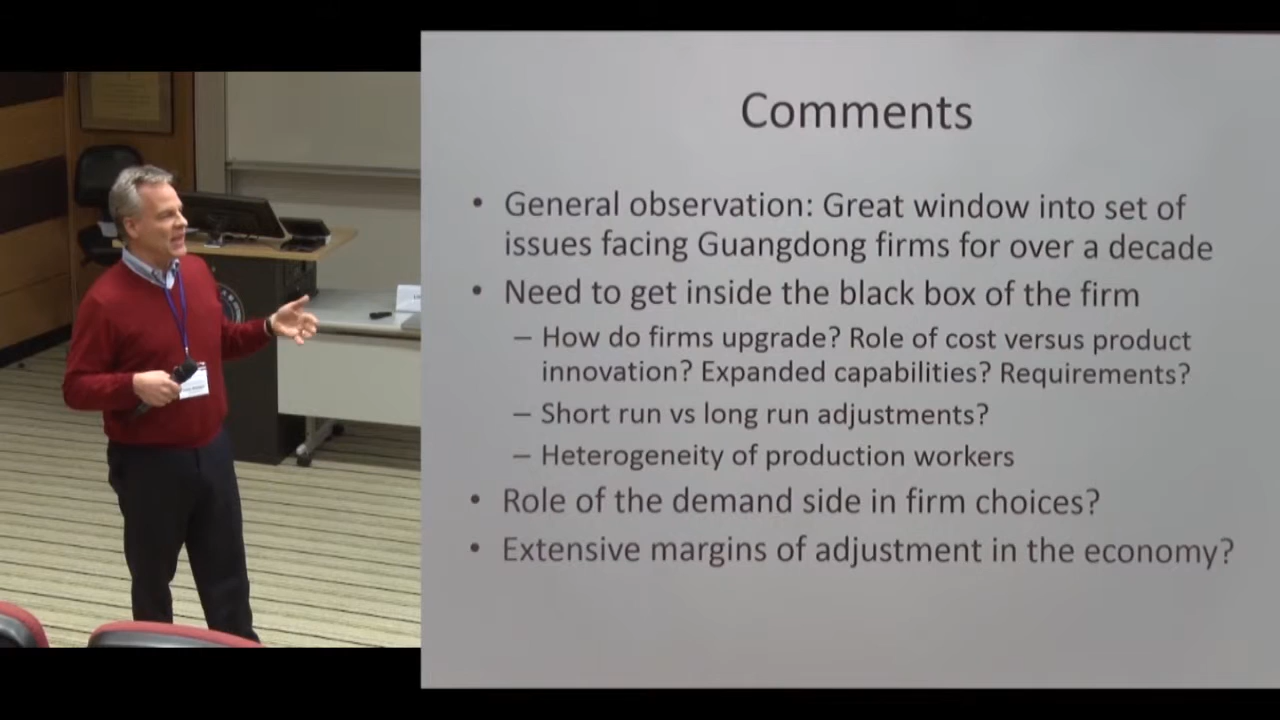 Comments
• General observation: Great window into set of
issues facing Guangdong firms for over a decade
• Need to get inside the black box of the firm
– How do firms upgrade? Role of cost versus product
innovation? Expanded capabilities? Requirements?
– Short run vs long run adjustments?
– Heterogeneity of production workers
• Role of the demand side in firm choices?
• Extensive margins of adjustment in the economy?